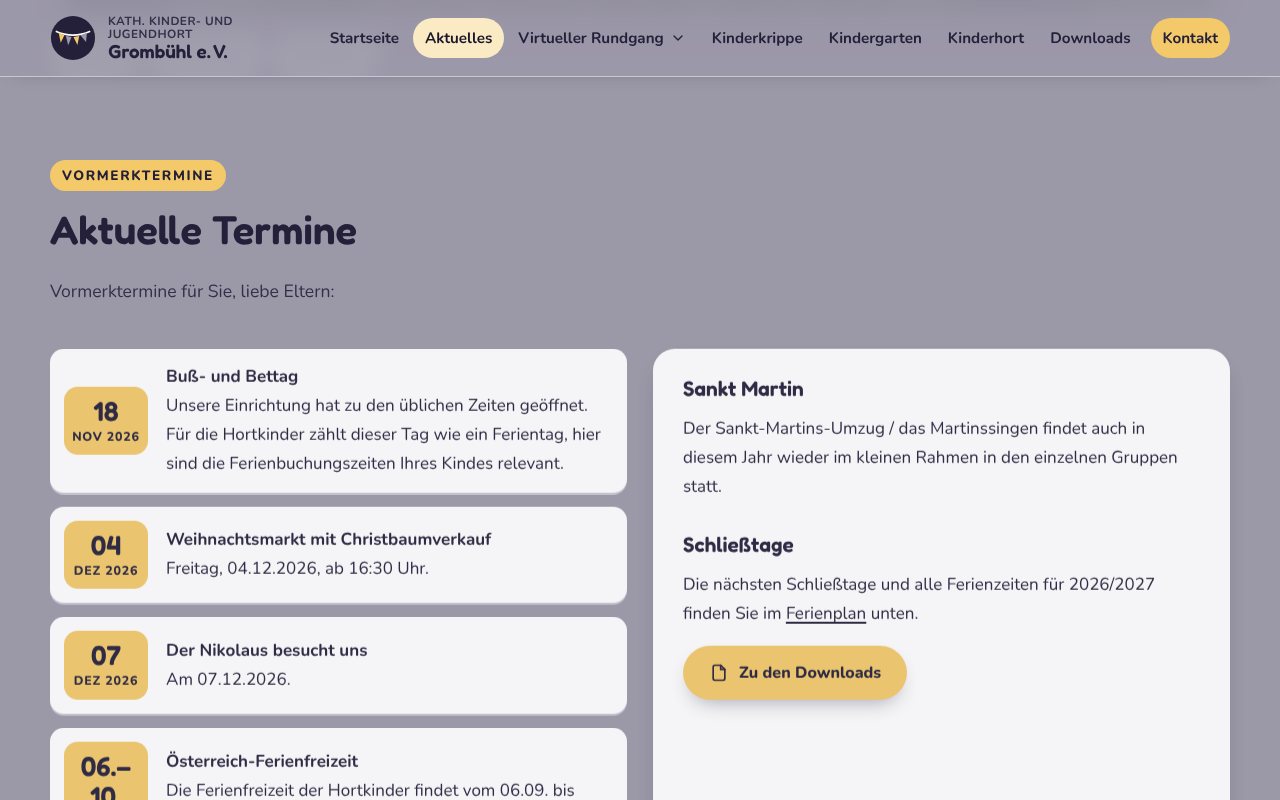 KATH. KINDER- UND
JUGENDHORT
Grombühl e.V.
Startseite
Aktuelles
Virtueller Rundgang
Kinderkrippe
Kindergarten
Kinderhort
Downloads
Kontakt
VORMERKTERMINE
Aktuelle Termine
Vormerktermine für Sie, liebe Eltern:
18
NOV 2026
Buß- und Bettag
Unsere Einrichtung hat zu den üblichen Zeiten geöffnet.
Für die Hortkinder zählt dieser Tag wie ein Ferientag, hier
sind die Ferienbuchungszeiten Ihres Kindes relevant.
04
DEZ 2026
Weihnachtsmarkt mit Christbaumverkauf
Freitag, 04.12.2026, ab 16:30 Uhr.
07
DEZ 2026
Der Nikolaus besucht uns
Am 07.12.2026.
06.–
10.
Österreich-Ferienfreizeit
Die Ferienfreizeit der Hortkinder findet vom 06.09. bis
Sankt Martin
Der Sankt-Martins-Umzug / das Martinssingen findet auch in
diesem Jahr wieder im kleinen Rahmen in den einzelnen Gruppen
statt.
Schließtage
Die nächsten Schließtage und alle Ferienzeiten für 2026/2027
finden Sie im Ferienplan unten.
Zu den Downloads